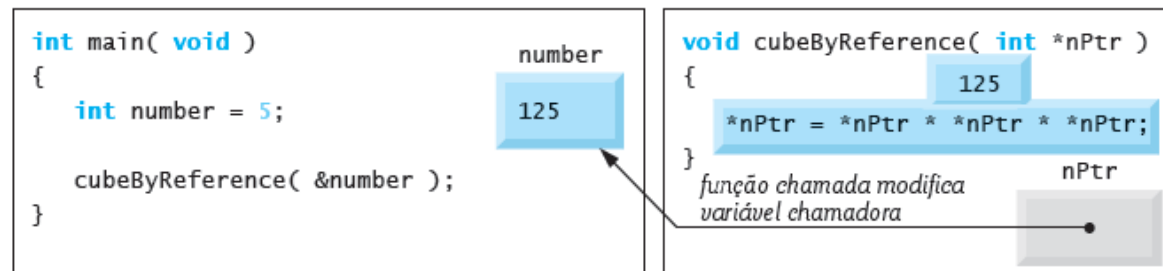 int main( void )
{
int number = 5;
cubeByReference( &number );
}
number
125
void cubeByReference( int *nPtr )
{
125
*nPtr = *nPtr * *nPtr * *nPtr;
}
função chamada modifica
variável chamadora
nPtr